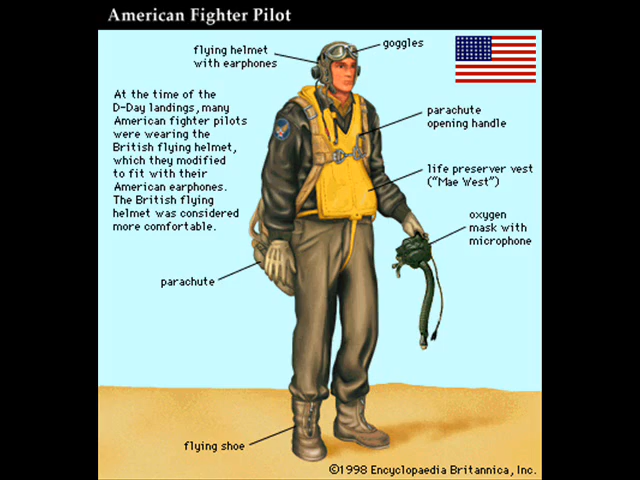 American Fighter Pilot
flying helmet
with earphones
goggles
At the time of the
D-Day landings, many
American fighter pilots
were wearing the
British flying helmet,
which they modified
to fit with their
American earphones.
The British flying
helmet was considered
more comfortable.
parachute
opening handle
life preserver vest
("Mae West")
oxygen
mask with
microphone
parachute
flying shoe
©1998 Encyclopaedia Britannica, Inc.